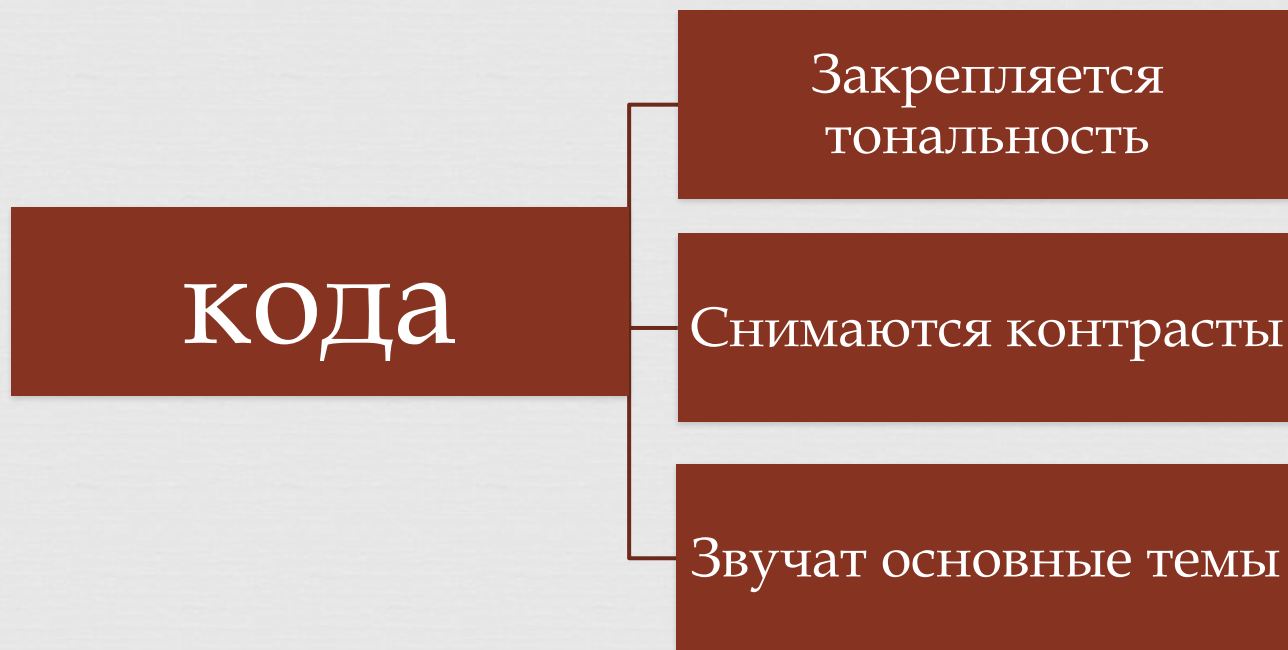 кода
Закрепляется
тональность
Снимаются контрасты
Звучат основные темы